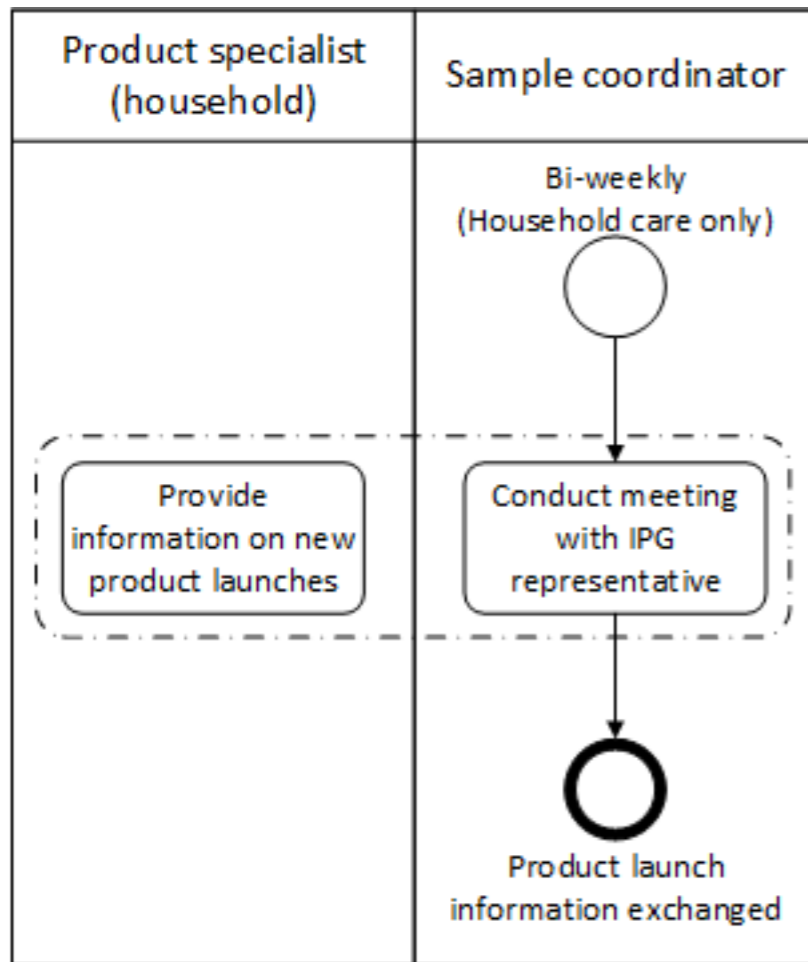 Product specialist
(household)
Sample coordinator
Bi-weekly
(Household care only)
Provide
information on new
product launches
Conduct meeting
with IPG
representative
Product launch
information exchanged